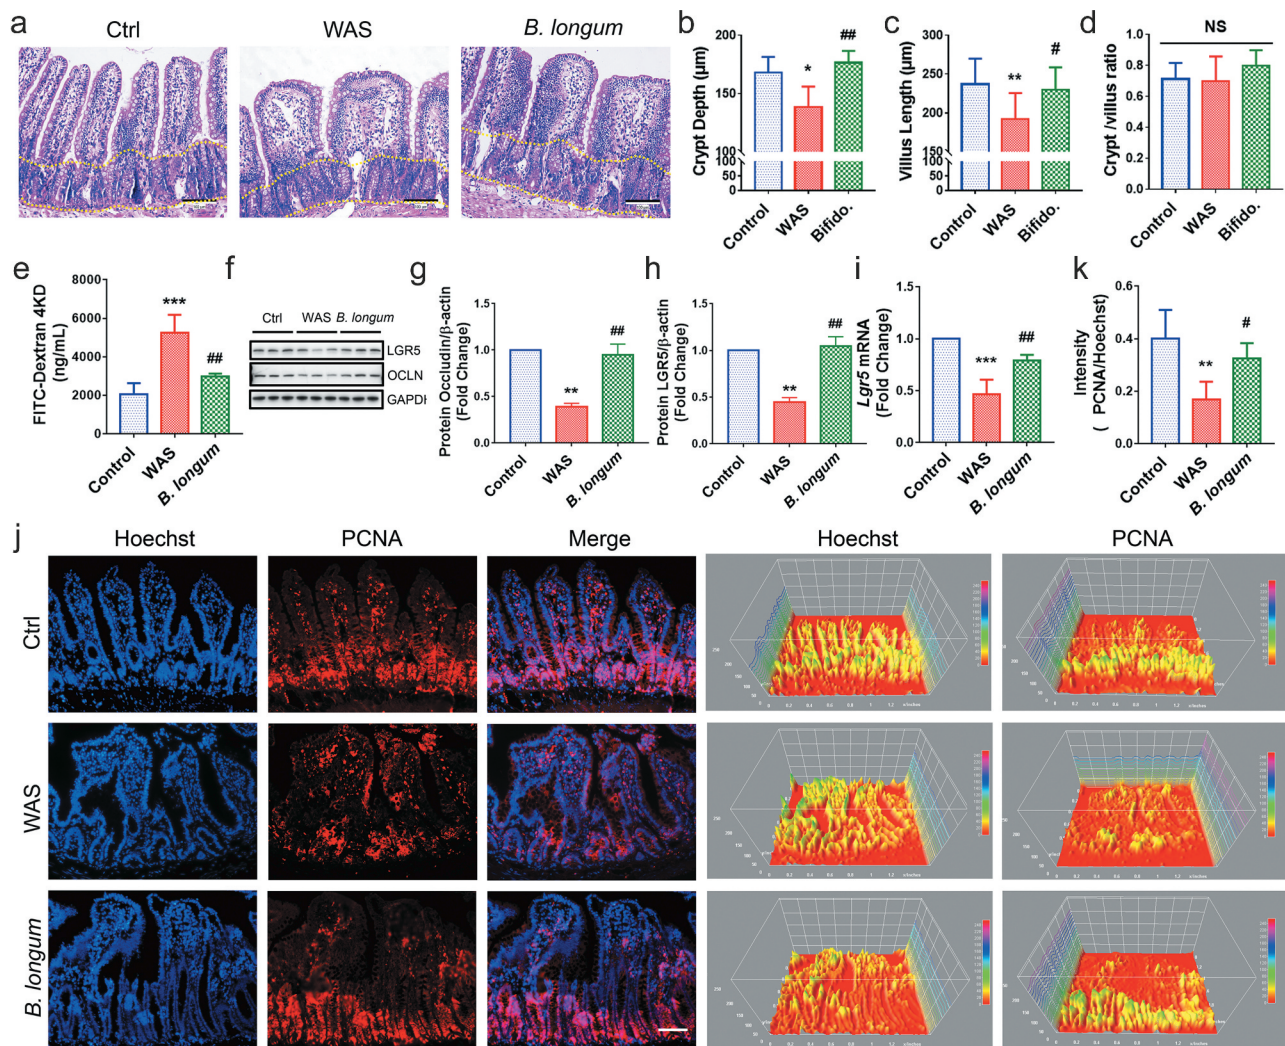 a
Ctrl
WAS
B. longum
b
Crypt Depth (μm)
200
150
100
100
50
0
*
##
Control
WAS
Bifido.
c
Villus Length (μm)
300
250
200
150
100
50
0
**
#
Control
WAS
Bifido.
d
Crypt /villus ratio
1.0
0.8
0.6
0.4
0.2
0.0
NS
Control
WAS
Bifido.
e
FITC-Dextran 4KD
(ng/mL)
8000
6000
4000
2000
0
***
##
Control
WAS
B. longum
f
Ctrl WAS B. longum
LGR5
OCLN
GAPDH
g
Protein Occludin/β-actin
(Fold Change)
1.5
1.0
0.5
0.0
**
##
Control
WAS
B. longum
h
Protein LGR5/β-actin
(Fold Change)
1.5
1.0
0.5
0.0
**
##
Control
WAS
B. longum
i
Lgr5 mRNA
(Fold Change)
1.5
1.0
0.5
0.0
***
##
Control
WAS
B. longum
k
Intensity
( PCNA/Hoechst)
0.6
0.4
0.2
0.0
**
#
Control
WAS
B. longum
j
Hoechst
PCNA
Merge
Hoechst
PCNA
Ctrl
WAS
B. longum